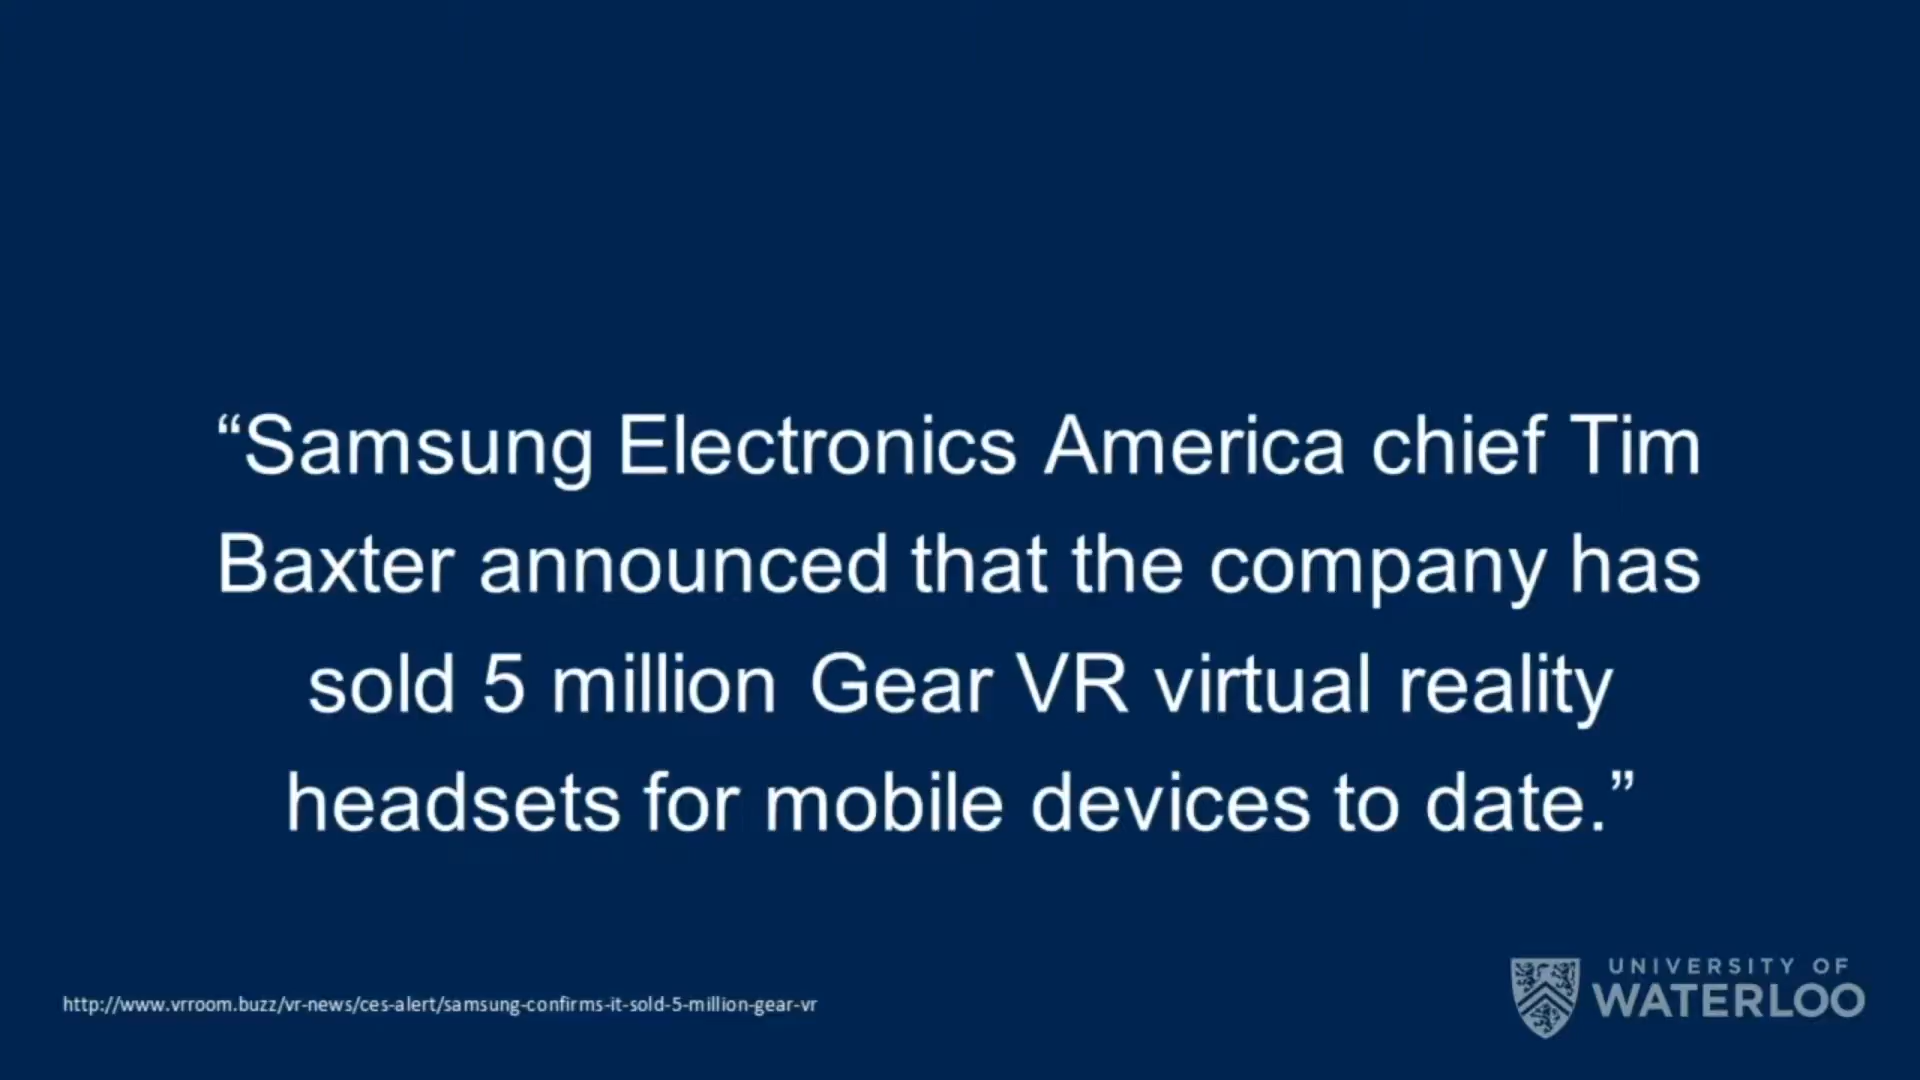 “Samsung Electronics America chief Tim
Baxter announced that the company has
sold 5 million Gear VR virtual reality
headsets for mobile devices to date.”
http://www.vrroom.buzz/vr-news/ces-alert/samsung-confirms-it-sold-5-million-gear-vr
UNIVERSITY OF
WATERLOO